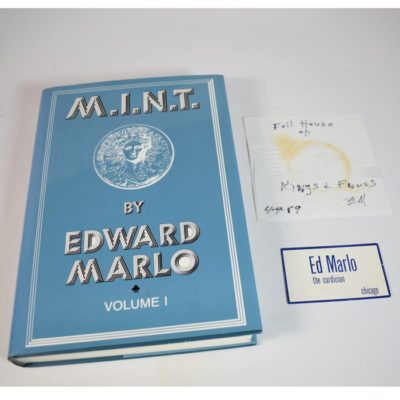 M.I.N.T.
BY
EDWARD
MARLO
VOLUME I
Full House
of
Kings & Fours
EM
Ed Marlo
the cardician
chicago